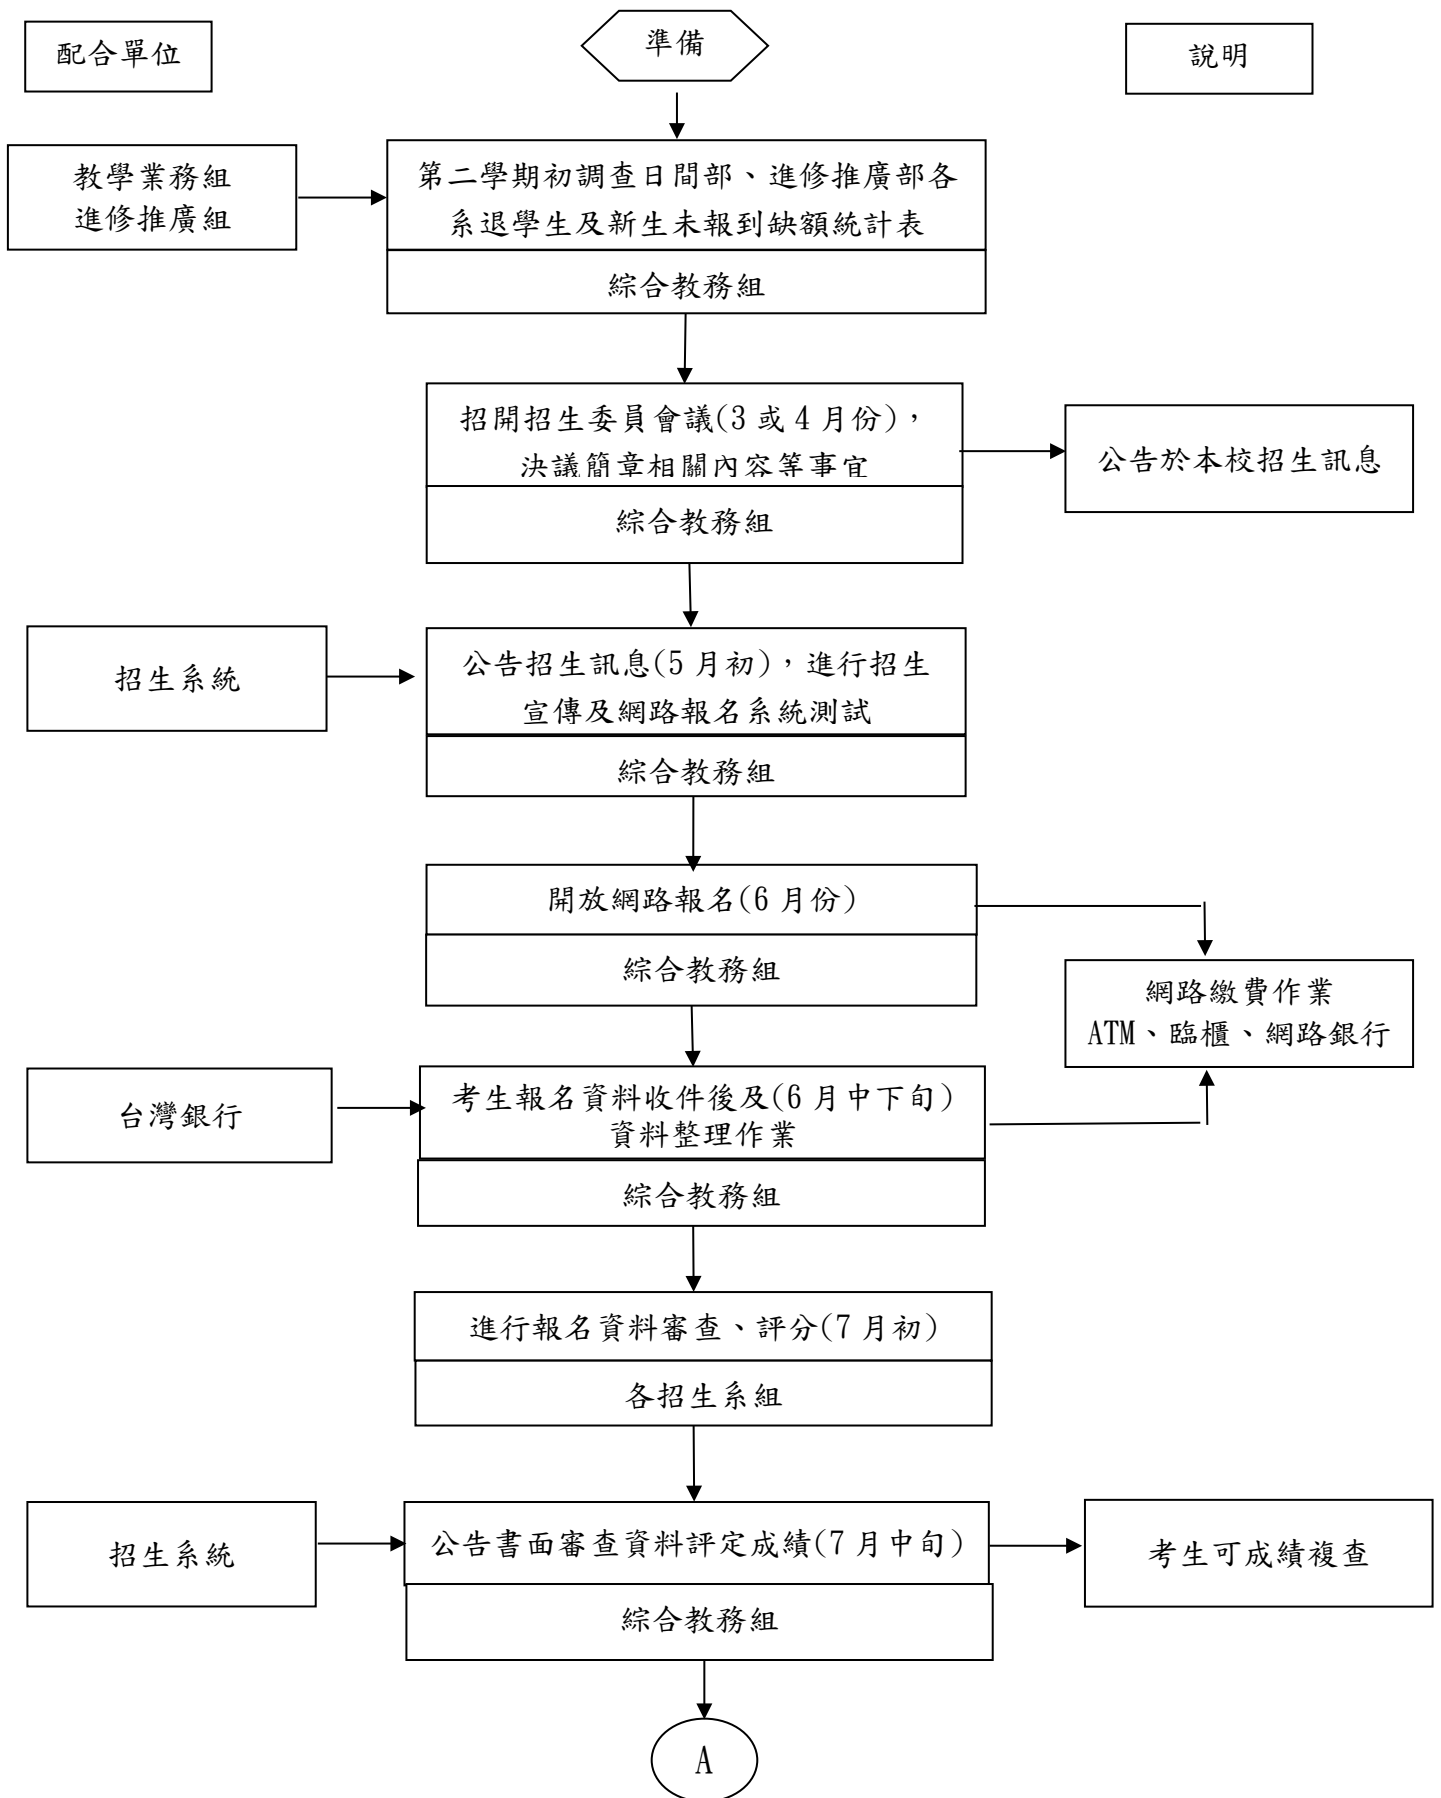 配合單位
準備
說明
教學業務組
進修推廣組
第二學期初調查日間部、進修推廣部各
系退學生及新生未報到缺額統計表
綜合教務組
招開招生委員會議(3 或 4 月份)，
決議簡章相關內容等事宜
綜合教務組
公告於本校招生訊息
招生系統
公告招生訊息(5 月初)，進行招生
宣傳及網路報名系統測試
綜合教務組
開放網路報名(6 月份)
綜合教務組
網路繳費作業
ATM、臨櫃、網路銀行
台灣銀行
考生報名資料收件後及(6 月中下旬)
資料整理作業
綜合教務組
進行報名資料審查、評分(7 月初)
各招生系組
招生系統
公告書面審查資料評定成績(7 月中旬)
綜合教務組
考生可成績複查
A